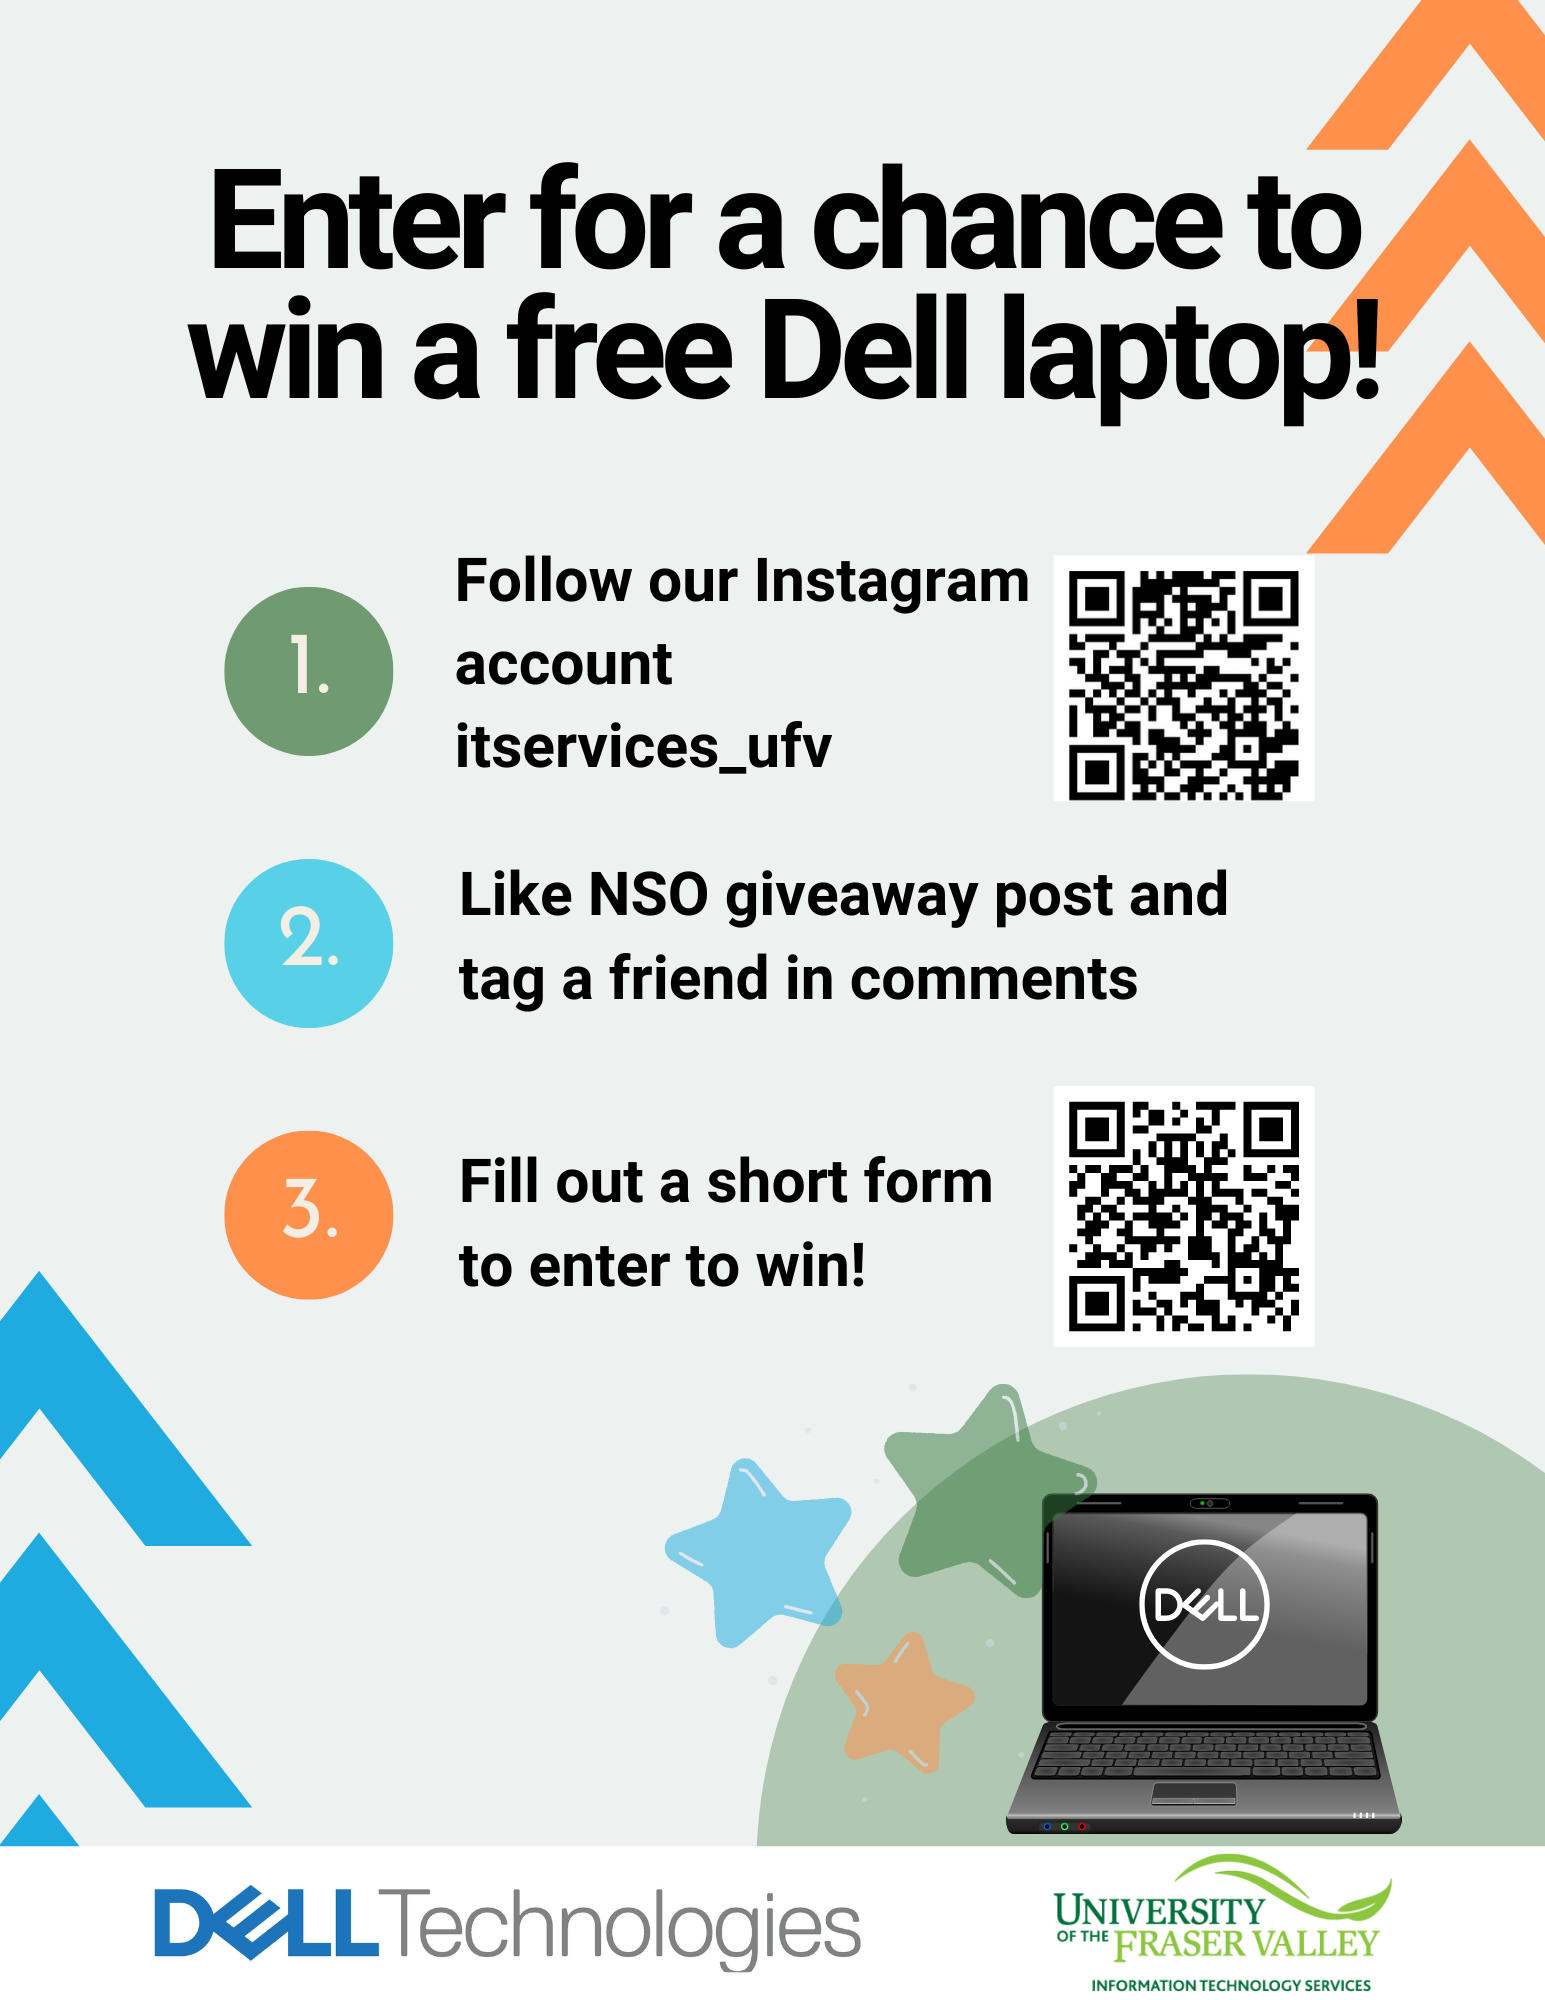 Enter for a chance to
win a free Dell laptop!
1.
Follow our Instagram
account
itservices_ufv
2.
Like NSO giveaway post and
tag a friend in comments
3.
Fill out a short form
to enter to win!
DELL
DELL Technologies
UNIVERSITY
OF THE FRASER VALLEY
INFORMATION TECHNOLOGY SERVICES